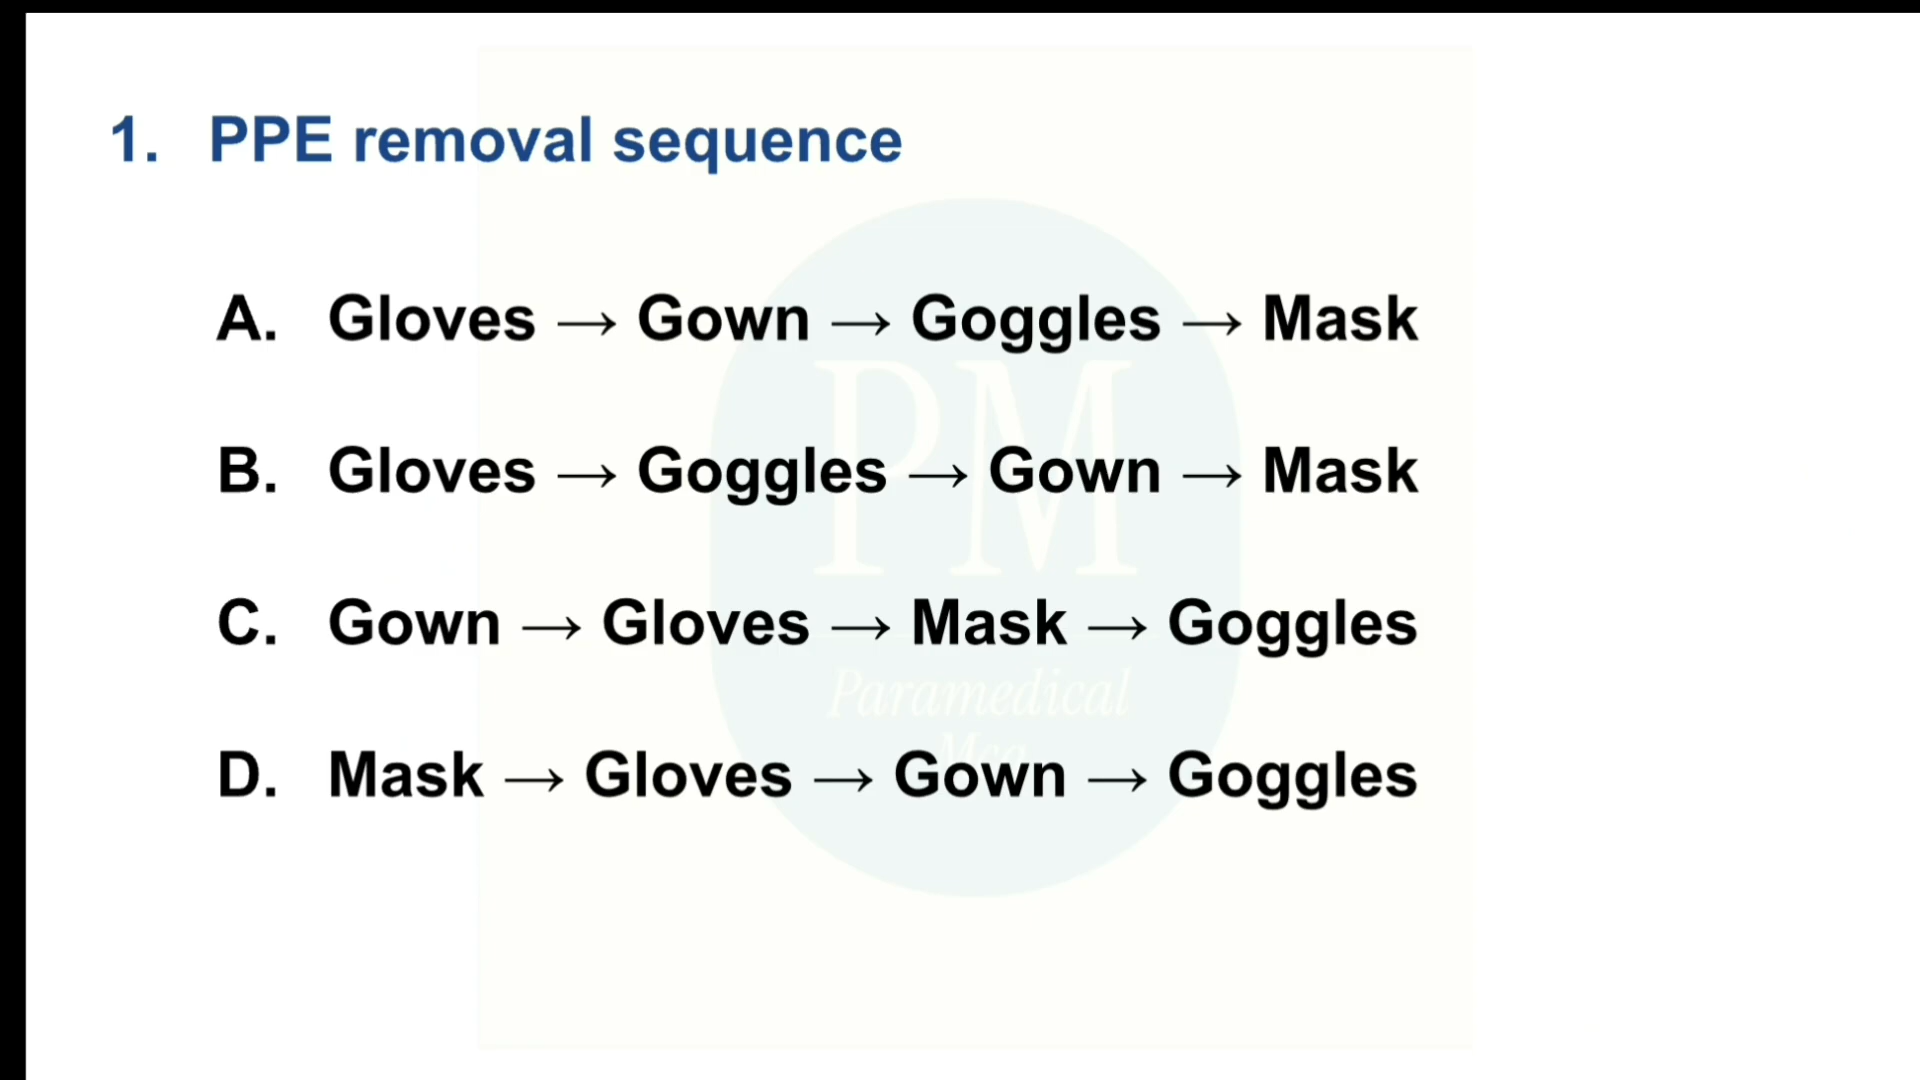 1. PPE removal sequence
A. Gloves → Gown → Goggles → Mask
B. Gloves → Goggles → Gown → Mask
C. Gown → Gloves → Mask → Goggles
D. Mask → Gloves → Gown → Goggles
PM
Paramedical
Mcq